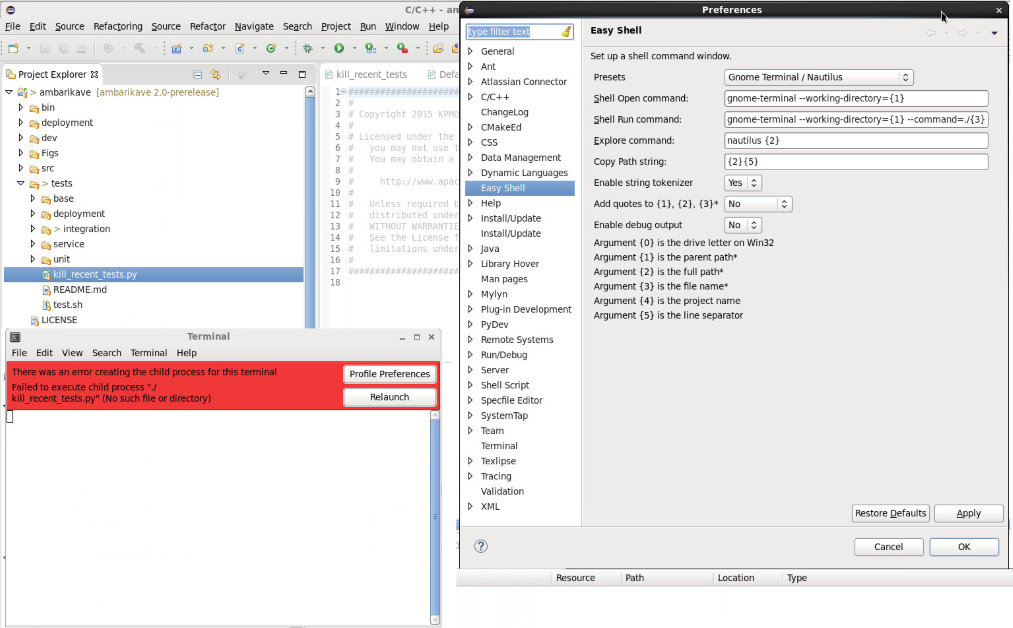 C/C++ - am
File Edit Source Refactoring Source Refactor Navigate Search Project Run Window Help
Project Explorer
> ambarikave [ambarikave 2.0-prerelease]
bin
deployment
dev
Figs
src
> tests
base
deployment
> integration
service
unit
kill_recent_tests.py
README.md
test.sh
LICENSE
kill_recent_tests
Defa
1 ##################
2 #
3 # Copyright 2015 KPMG
4 #
5 # Licensed under the
6 # you may not use t
7 # You may obtain a
8 #
9 # http://www.apac
10 #
11 # Unless required b
12 # distributed under
13 # WITHOUT WARRANTIE
14 # See the License f
15 # limitations under
16 #
17 ##################
18
Terminal
File Edit View Search Terminal Help
There was an error creating the child process for this terminal
Failed to execute child process "./
kill_recent_tests.py" (No such file or directory)
Profile Preferences
Relaunch
Preferences
type filter text
General
Ant
Atlassian Connector
C/C++
ChangeLog
CMakeEd
CSS
Data Management
Dynamic Languages
Easy Shell
Help
Install/Update
Install/Update
Java
Library Hover
Man pages
Mylyn
Plug-in Development
PyDev
Remote Systems
Run/Debug
Server
Shell Script
Specfile Editor
SystemTap
Team
Terminal
Texlipse
Tracing
Validation
XML
Easy Shell
Set up a shell command window.
Presets Gnome Terminal / Nautilus
Shell Open command: gnome-terminal --working-directory={1}
Shell Run command: gnome-terminal --working-directory={1} --command=./{3}
Explore command: nautilus {2}
Copy Path string: {2}{5}
Enable string tokenizer Yes
Add quotes to {1}, {2}, {3}* No
Enable debug output No
Argument {0} is the drive letter on Win32
Argument {1} is the parent path*
Argument {2} is the full path*
Argument {3} is the file name*
Argument {4} is the project name
Argument {5} is the line separator
Restore Defaults Apply
Cancel OK
Resource Path Location Type